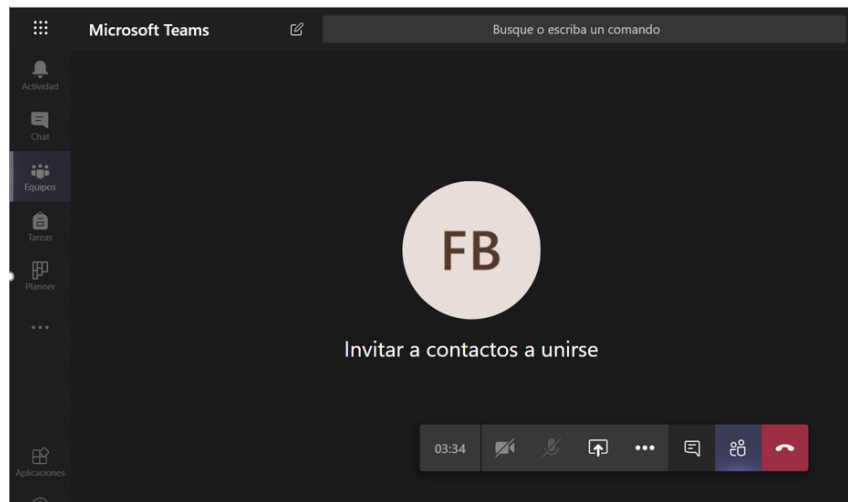 Microsoft Teams
Busque o escriba un comando
Actividad
Chat
Equipos
Tareas
Planner
Aplicaciones
FB
Invitar a contactos a unirse
03:34